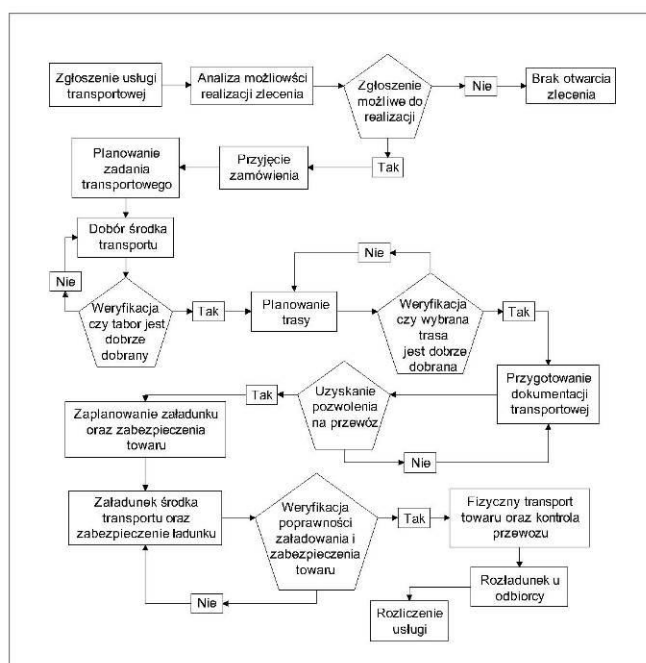 Zgłoszenie usługi
transportowej
Analiza możliowści
realizacji zlecenia
Zgłoszenie
możliwe do
realizacji
Nie
Brak otwarcia
zlecenia
Tak
Przyjęcie
zamówienia
Planowanie
zadania
transportowego
Dobór środka
transportu
Nie
Weryfikacja
czy tabor jest
dobrze
dobrany
Tak
Planowanie
trasy
Nie
Weryfikacja
czy wybrana
trasa
jest dobrze
dobrana
Tak
Przygotowanie
dokumentacji
transportowej
Uzyskanie
pozwolenia
na przewóz
Nie
Tak
Zaplanowanie załadunku
oraz zabezpieczenia
towaru
Załadunek środka
transportu oraz
zabezpieczenie ładunku
Weryfikacja
poprawności
załadowania i
zabezpieczenia
towaru
Nie
Tak
Fizyczny transport
towaru oraz kontrola
przewozu
Rozładunek u
odbiorcy
Rozliczenie
usługi